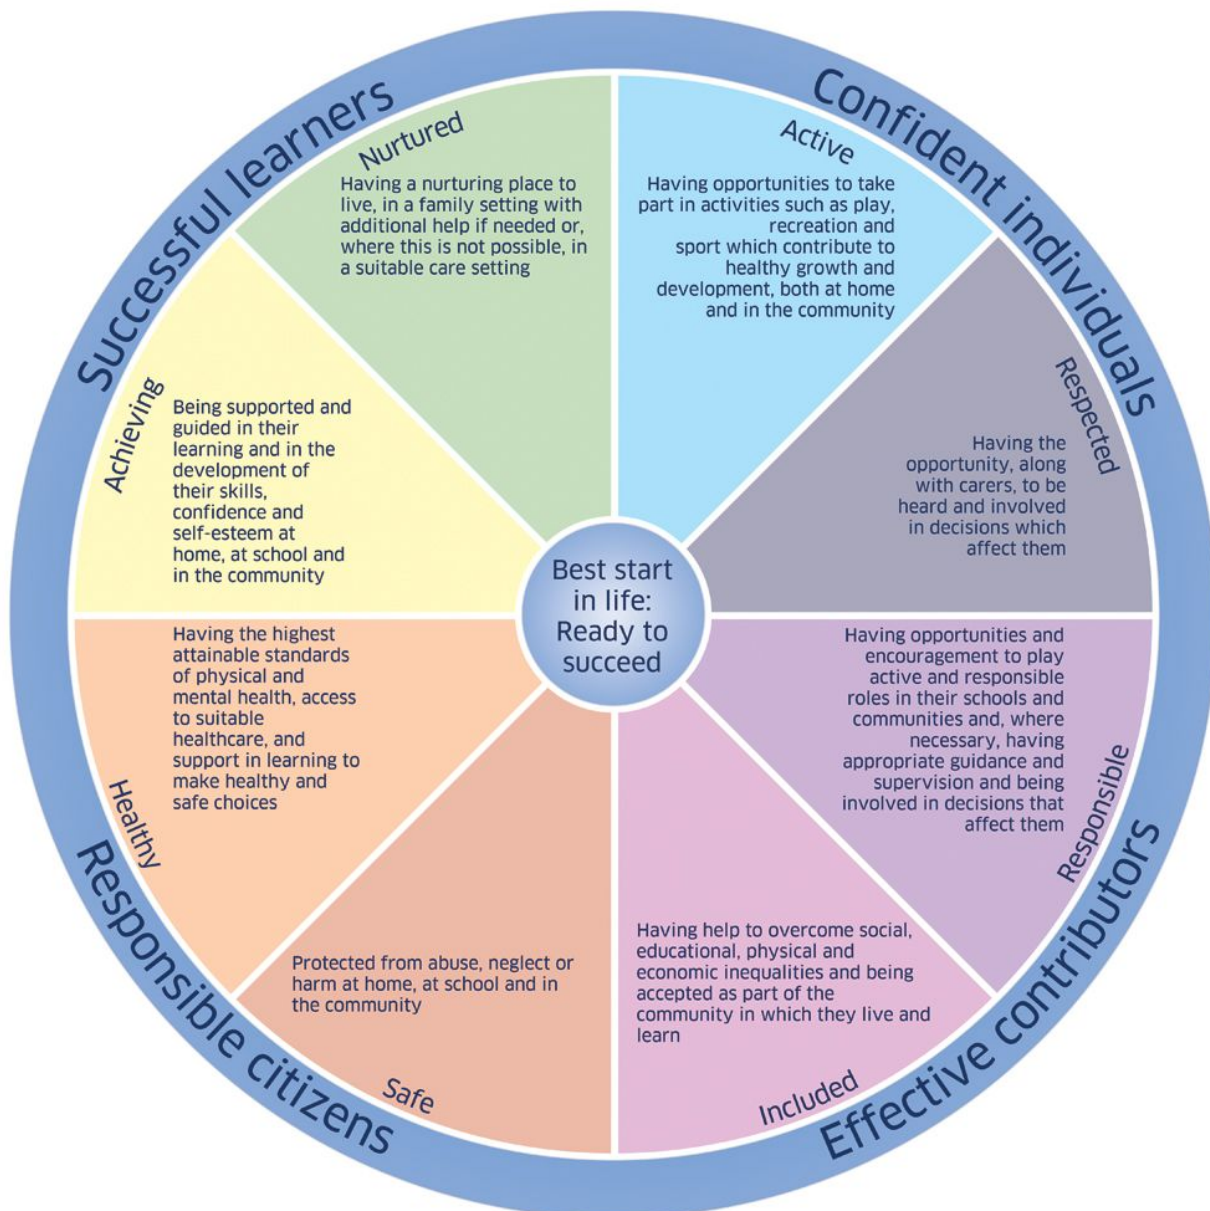 Successful learners
Confident individuals
Nurtured
Having a nurturing place to
live, in a family setting with
additional help if needed or,
where this is not possible, in
a suitable care setting
Active
Having opportunities to take
part in activities such as play,
recreation and
sport which contribute to
healthy growth and
development, both at home
and in the community
Achieving
Being supported and
guided in their
learning and in the
development of
their skills,
confidence and
self-esteem at
home, at school and
in the community
Respected
Having the
opportunity, along
with carers, to be
heard and involved
in decisions which
affect them
Best start
in life:
Ready to
succeed
Healthy
Having the highest
attainable standards
of physical and
mental health, access
to suitable
healthcare, and
support in learning to
make healthy and
safe choices
Responsible
Having opportunities and
encouragement to play
active and responsible
roles in their schools and
communities and, where
necessary, having
appropriate guidance and
supervision and being
involved in decisions that
affect them
Protected from abuse, neglect or
harm at home, at school and in
the community
Safe
Having help to overcome social,
educational, physical and
economic inequalities and being
accepted as part of the
community in which they live and
learn
Included
Responsible citizens
Effective contributors